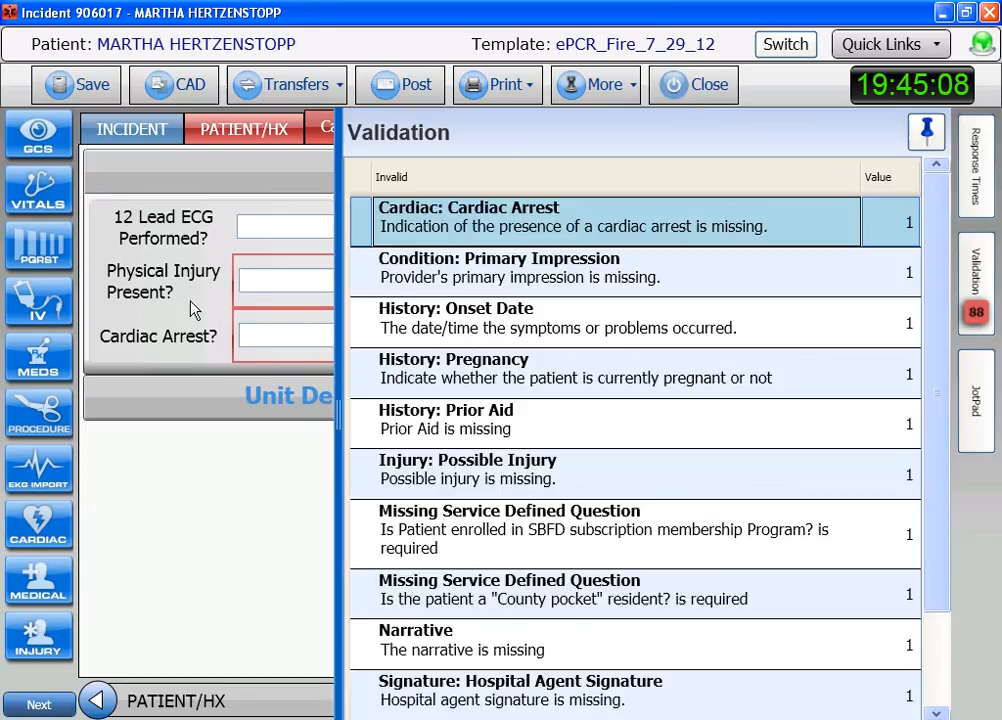 Incident 906017 - MARTHA HERTZENSTOPP
Patient: MARTHA HERTZENSTOPP
Template: ePCR_Fire_7_29_12
Switch
Quick Links
Save
CAD
Transfers
Post
Print
More
Close
19:45:08
GCS
VITALS
PQRST
IV
MEDS
PROCEDURE
EKG IMPORT
CARDIAC
MEDICAL
INJURY
Next
INCIDENT
PATIENT/HX
Ca
12 Lead ECG
Performed?
Physical Injury
Present?
Cardiac Arrest?
Unit De
PATIENT/HX
Validation
Invalid
Value
Cardiac: Cardiac Arrest
Indication of the presence of a cardiac arrest is missing.
1
Condition: Primary Impression
Provider's primary impression is missing.
1
History: Onset Date
The date/time the symptoms or problems occurred.
1
History: Pregnancy
Indicate whether the patient is currently pregnant or not
1
History: Prior Aid
Prior Aid is missing
1
Injury: Possible Injury
Possible injury is missing.
1
Missing Service Defined Question
Is Patient enrolled in SBFD subscription membership Program? is
required
1
Missing Service Defined Question
Is the patient a "County pocket" resident? is required
1
Narrative
The narrative is missing
1
Signature: Hospital Agent Signature
Hospital agent signature is missing.
1
Response Times
Validation
88
JotPad